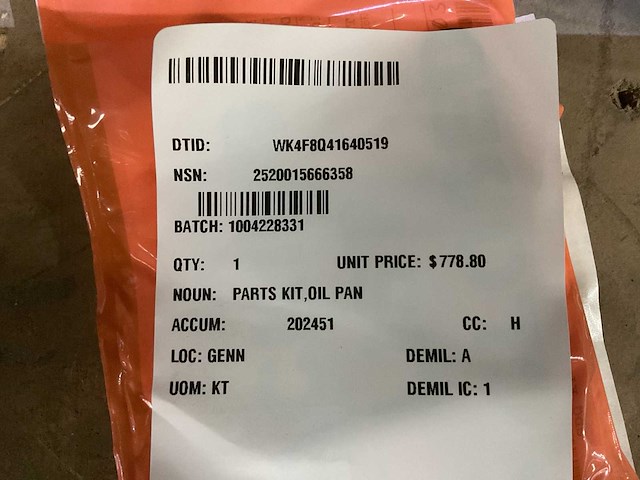 DTID: WK4F8Q41640519
NSN: 2520015666358
BATCH: 1004228331
QTY: 1 UNIT PRICE: $778.80
NOUN: PARTS KIT,OIL PAN
ACCUM: 202451 CC: H
LOC: GENN DEMIL: A
UOM: KT DEMIL IC: 1